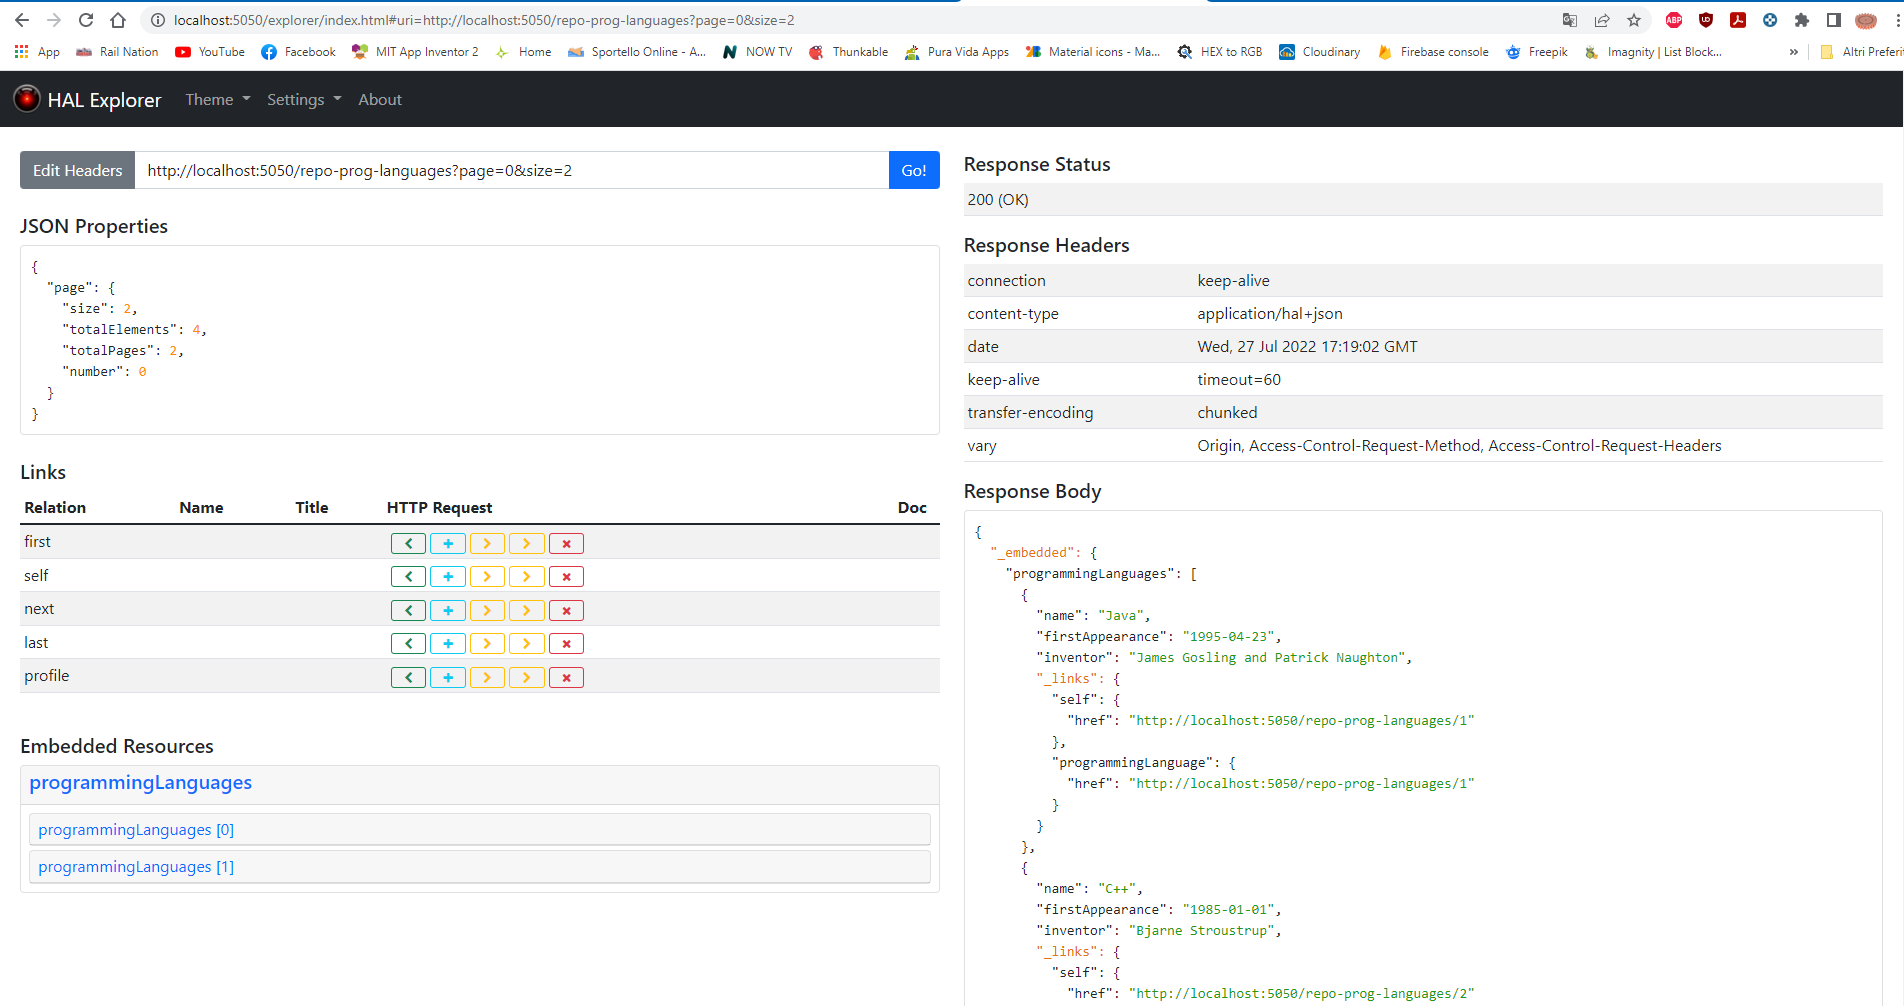 localhost:5050/explorer/index.html#uri=http://localhost:5050/repo-prog-languages?page=0&size=2
App Rail Nation YouTube Facebook MIT App Inventor 2 Home Sportello Online - A... NOW TV Thunkable Pura Vida Apps Material icons - Ma... HEX to RGB Cloudinary Firebase console Freepik Imagnity | List Block... » Altri Preferiti
HAL Explorer Theme Settings About
Edit Headers http://localhost:5050/repo-prog-languages?page=0&size=2 Go!
JSON Properties
{
"page": {
"size": 2,
"totalElements": 4,
"totalPages": 2,
"number": 0
}
}
Links
Relation Name Title HTTP Request Doc
first
self
next
last
profile
Embedded Resources
programmingLanguages
programmingLanguages [0]
programmingLanguages [1]
Response Status
200 (OK)
Response Headers
connection keep-alive
content-type application/hal+json
date Wed, 27 Jul 2022 17:19:02 GMT
keep-alive timeout=60
transfer-encoding chunked
vary Origin, Access-Control-Request-Method, Access-Control-Request-Headers
Response Body
{
"_embedded": {
"programmingLanguages": [
{
"name": "Java",
"firstAppearance": "1995-04-23",
"inventor": "James Gosling and Patrick Naughton",
"_links": {
"self": {
"href": "http://localhost:5050/repo-prog-languages/1"
},
"programmingLanguage": {
"href": "http://localhost:5050/repo-prog-languages/1"
}
}
},
{
"name": "C++",
"firstAppearance": "1985-01-01",
"inventor": "Bjarne Stroustrup",
"_links": {
"self": {
"href": "http://localhost:5050/repo-prog-languages/2"